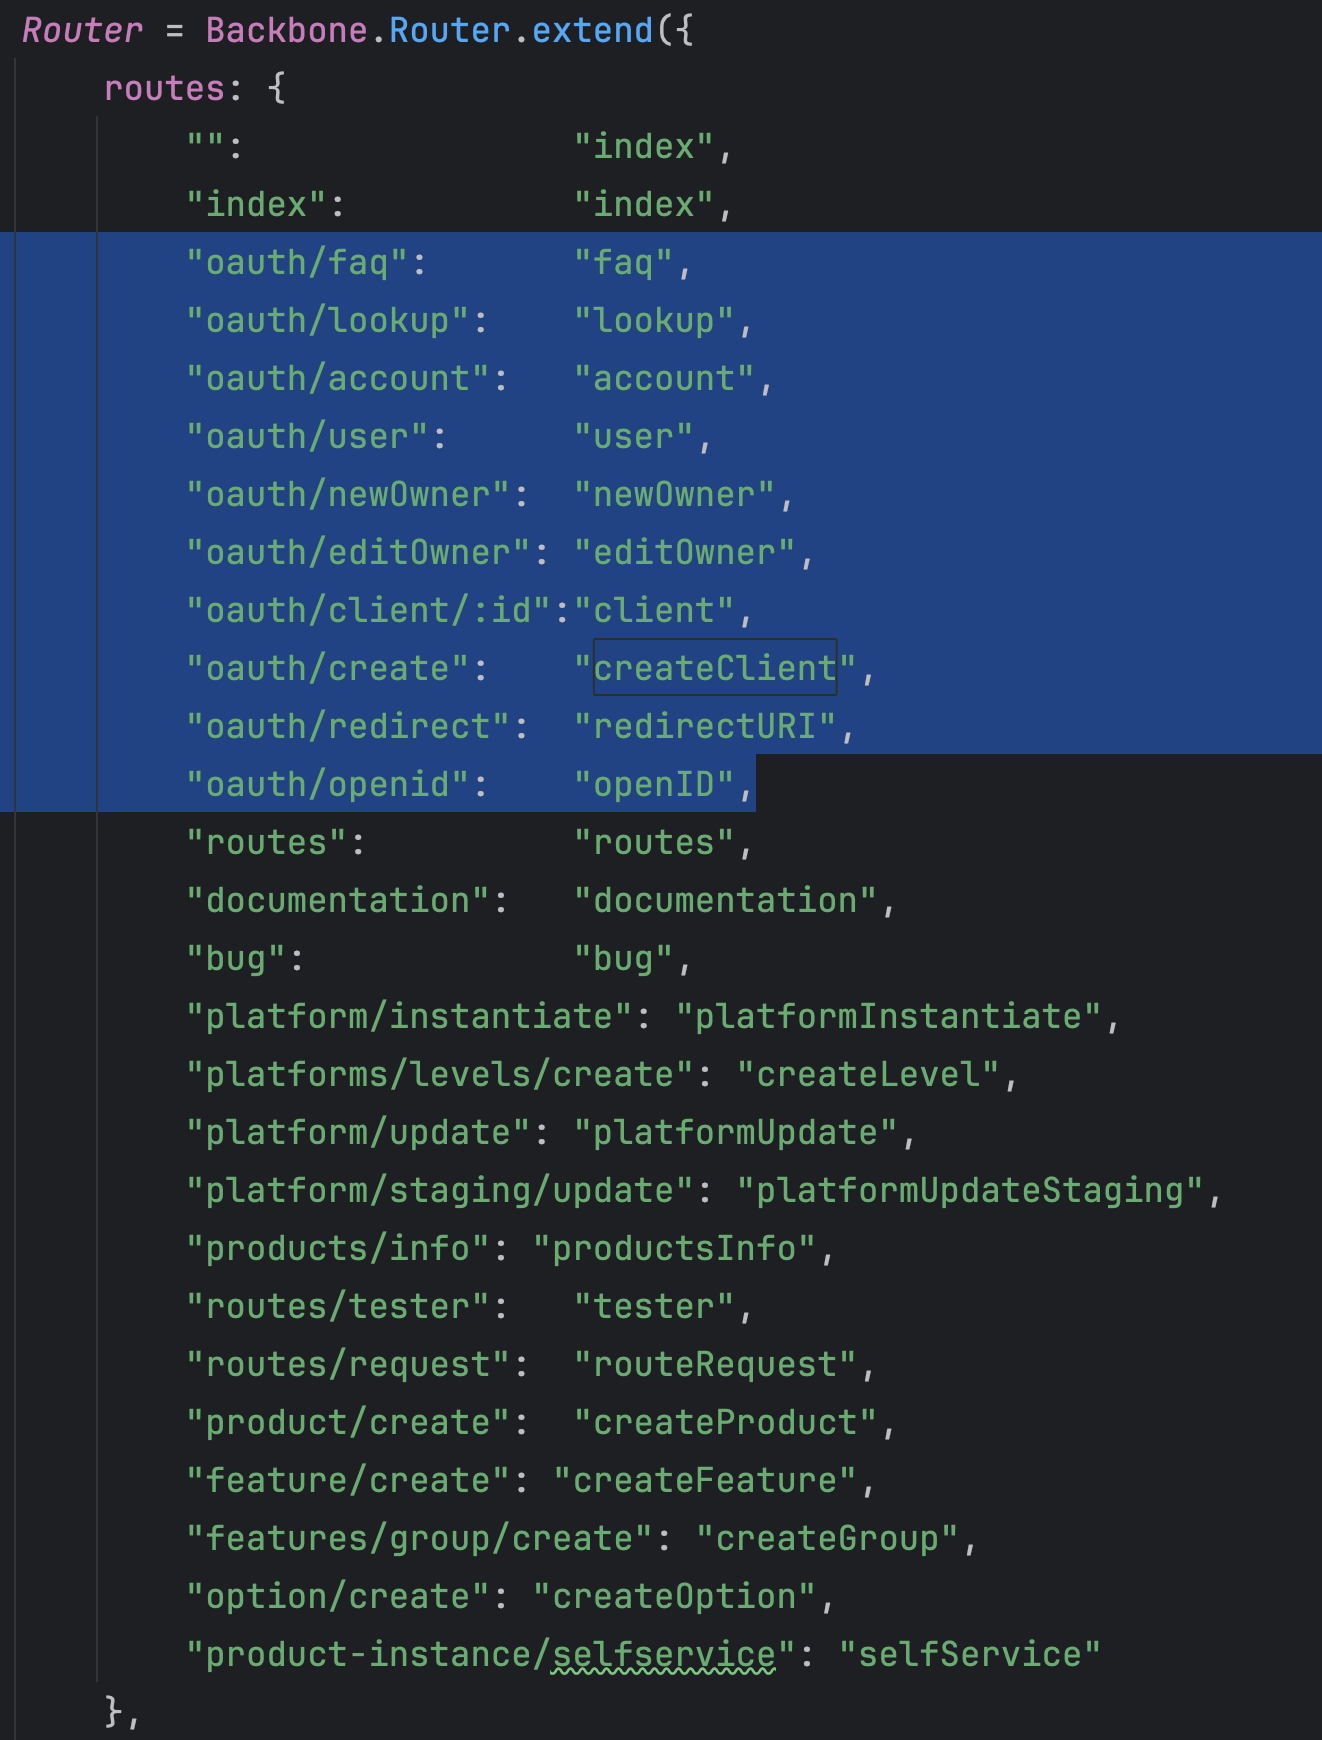 Router = Backbone.Router.extend({
routes: {
"": "index",
"index": "index",
"oauth/faq": "faq",
"oauth/lookup": "lookup",
"oauth/account": "account",
"oauth/user": "user",
"oauth/newOwner": "newOwner",
"oauth/editOwner": "editOwner",
"oauth/client/:id":"client",
"oauth/create": "createClient",
"oauth/redirect": "redirectURI",
"oauth/openid": "openID",
"routes": "routes",
"documentation": "documentation",
"bug": "bug",
"platform/instantiate": "platformInstantiate",
"platforms/levels/create": "createLevel",
"platform/update": "platformUpdate",
"platform/staging/update": "platformUpdateStaging",
"products/info": "productsInfo",
"routes/tester": "tester",
"routes/request": "routeRequest",
"product/create": "createProduct",
"feature/create": "createFeature",
"features/group/create": "createGroup",
"option/create": "createOption",
"product-instance/selfservice": "selfService"
},